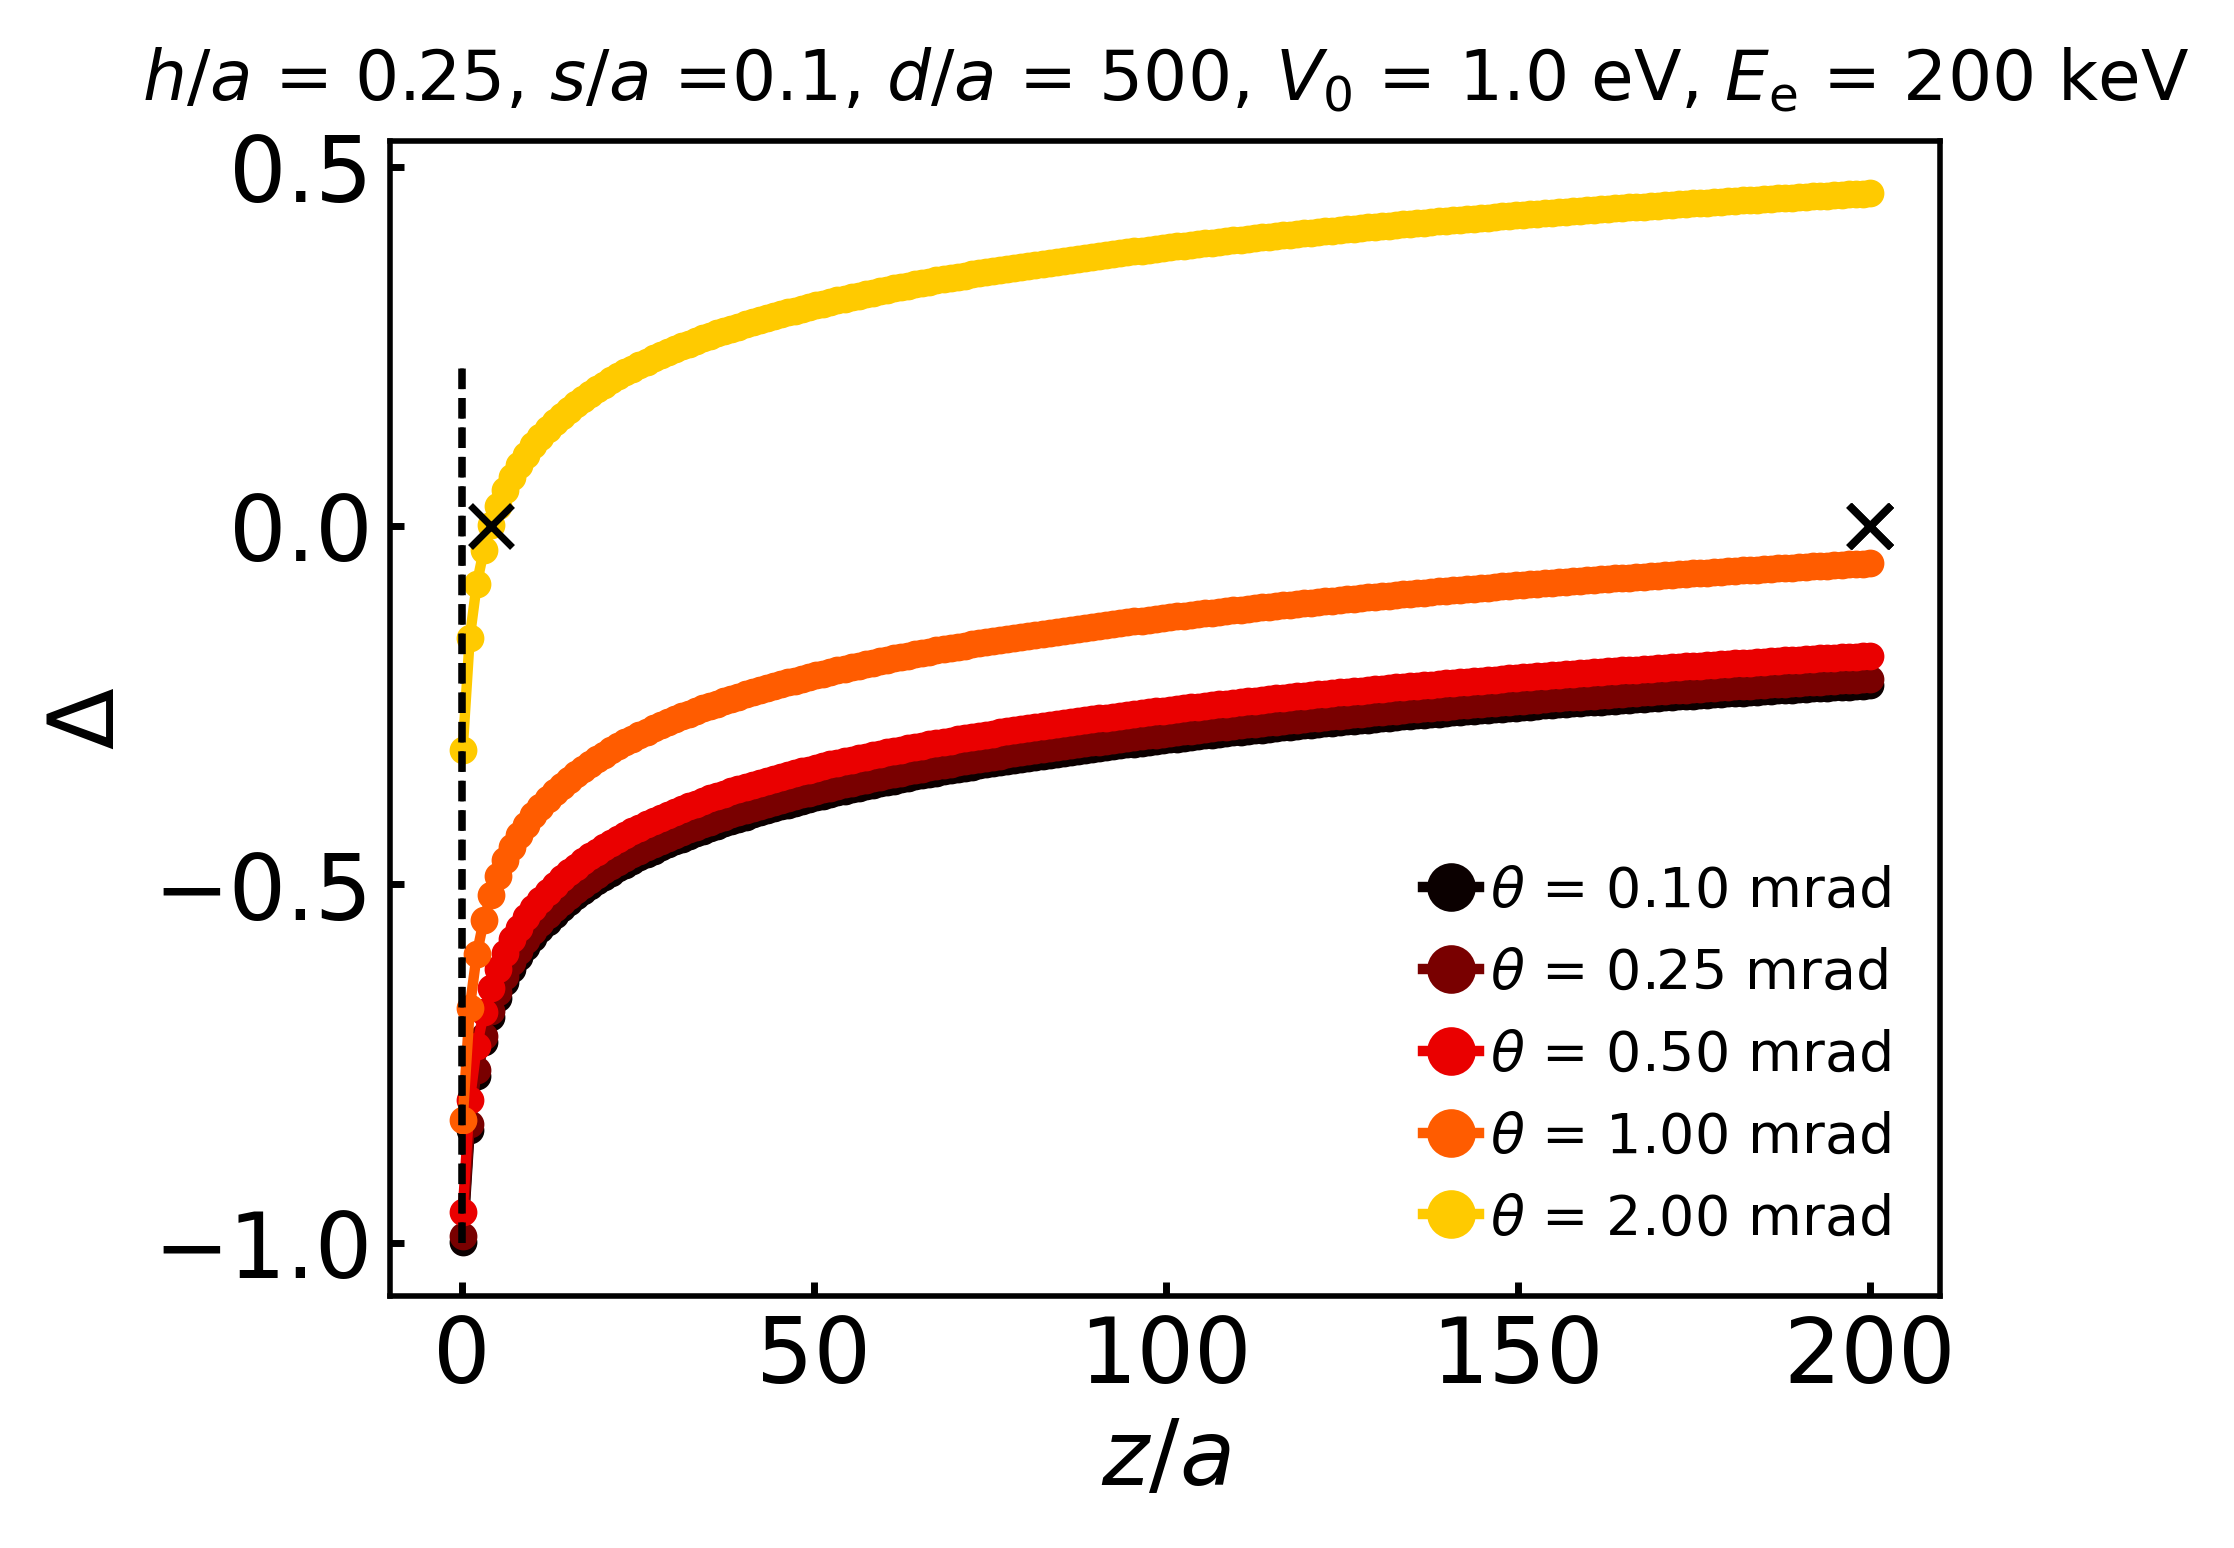 h/a = 0.25, s/a =0.1, d/a = 500, V₀ = 1.0 eV, Eₑ = 200 keV
0.5
0.0
−0.5
−1.0
Δ
θ = 0.10 mrad
θ = 0.25 mrad
θ = 0.50 mrad
θ = 1.00 mrad
θ = 2.00 mrad
0 50 100 150 200
z/a